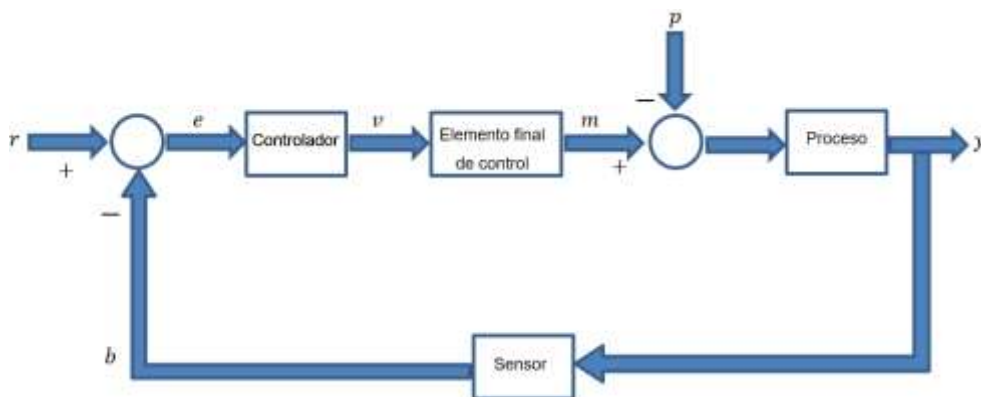 p
−
r
+
e
Controlador
v
Elemento final
de control
m
+
Proceso
y
−
b
Sensor